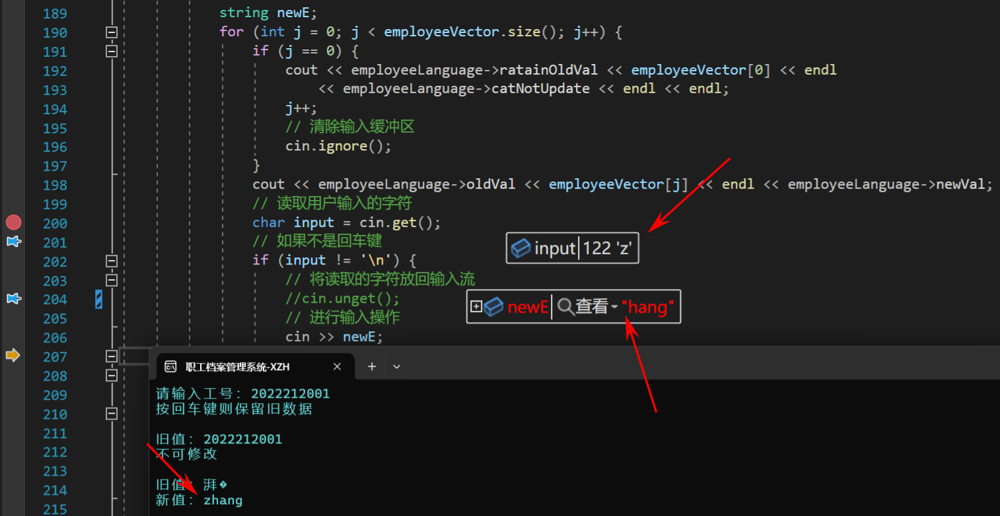 189 string newE;
190 for (int j = 0; j < employeeVector.size(); j++) {
191 if (j == 0) {
192 cout << employeeLanguage->ratainOldVal << employeeVector[0] << endl
193 << employeeLanguage->catNotUpdate << endl << endl;
194 j++;
195 // 清除输入缓冲区
196 cin.ignore();
197 }
198 cout << employeeLanguage->oldVal << employeeVector[j] << endl << employeeLanguage->newVal;
199 // 读取用户输入的字符
200 char input = cin.get();
201 // 如果不是回车键
input 122 'z'
202 if (input != '\n') {
203 // 将读取的字符放回输入流
204 //cin.unget();
newE 查看 "hang"
205 // 进行输入操作
206 cin >> newE;
207
208
209
210
211
212
213
214
215
职工档案管理系统-XZH
请输入工号: 2022212001
按回车键则保留旧数据
旧值: 2022212001
不可修改
旧值: 湃�
新值: zhang